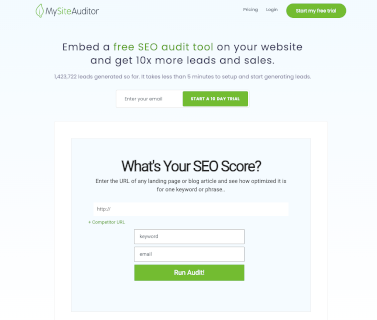 MySiteAuditor
Pricing Login Start my free trial
Embed a free SEO audit tool on your website
and get 10x more leads and sales.
1,423,722 leads generated so far. It takes less than 5 minutes to setup and start generating leads.
Enter your email START A 10 DAY TRIAL
What's Your SEO Score?
Enter the URL of any landing page or blog article and see how optimized it is
for one keyword or phrase..
http://
+ Competitor URL
keyword
email
Run Audit!